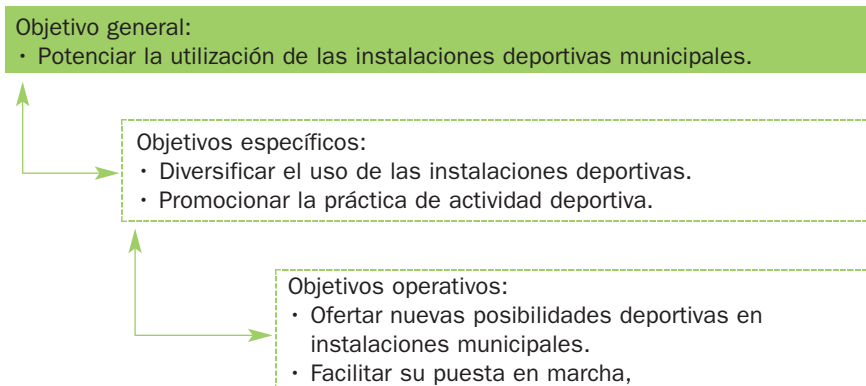 Objetivo general:
· Potenciar la utilización de las instalaciones deportivas municipales.
Objetivos específicos:
· Diversificar el uso de las instalaciones deportivas.
· Promocionar la práctica de actividad deportiva.
Objetivos operativos:
· Ofertar nuevas posibilidades deportivas en
instalaciones municipales.
· Facilitar su puesta en marcha,